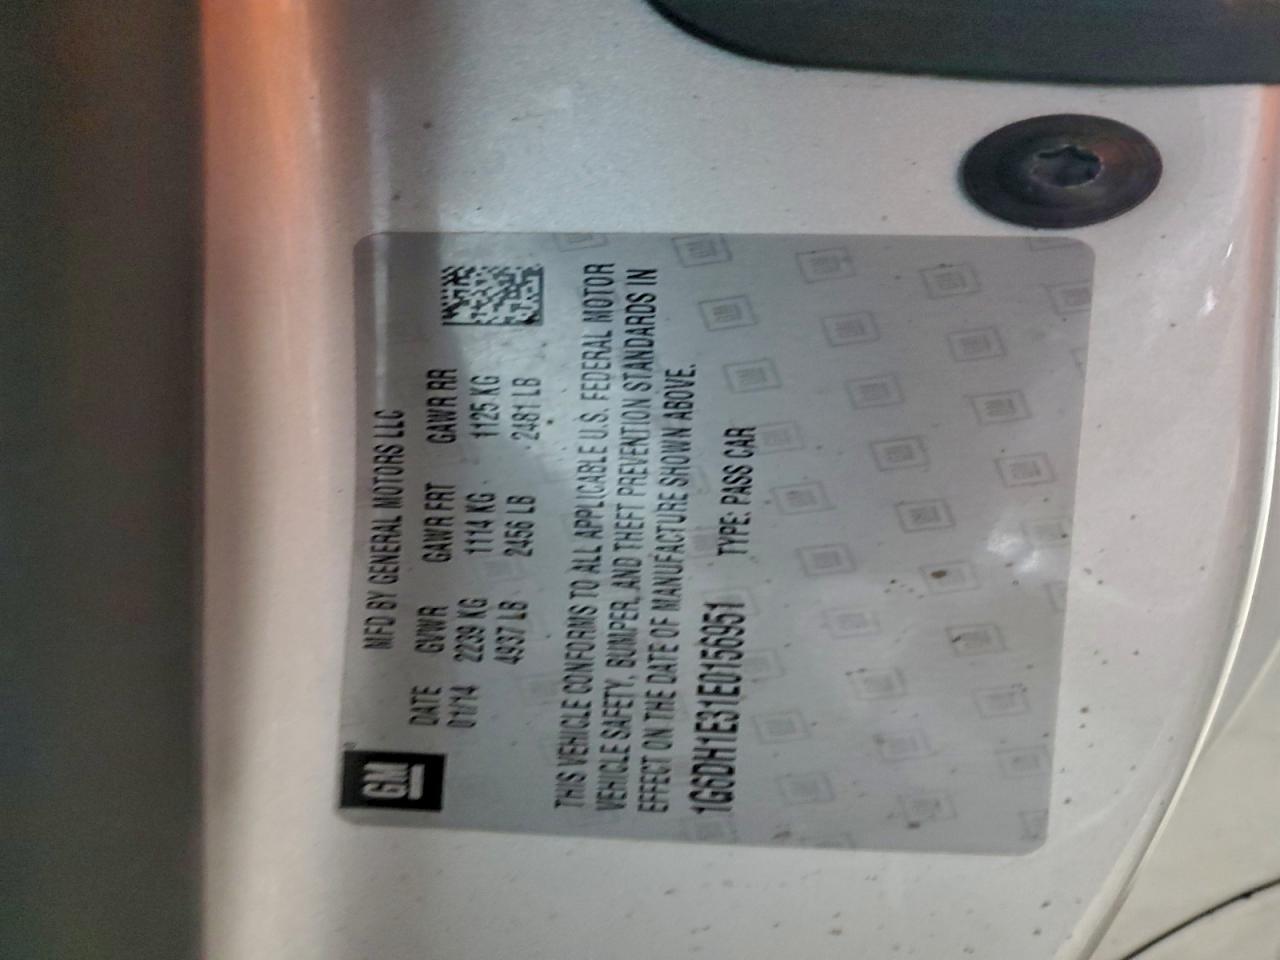 GM
MFD BY GENERAL MOTORS LLC
DATE GVWR GAWR FRT GAWR RR
01/14 2239 KG 1114 KG 1125 KG
4937 LB 2456 LB 2481 LB
THIS VEHICLE CONFORMS TO ALL APPLICABLE U.S. FEDERAL MOTOR
VEHICLE SAFETY, BUMPER, AND THEFT PREVENTION STANDARDS IN
EFFECT ON THE DATE OF MANUFACTURE SHOWN ABOVE.
1G6DH1E31E0156951 TYPE: PASS CAR